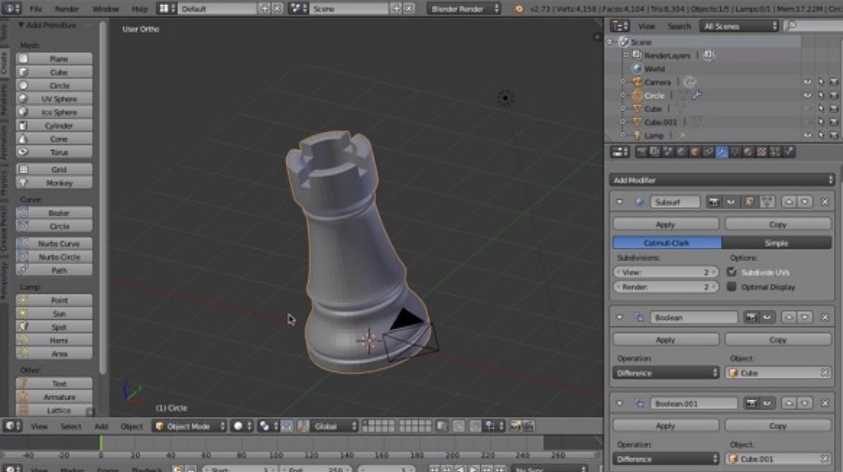 File Render Window Help Default Scene Blender Render v2.73 | Verts:4,158 | Faces:4,104 | Tris:8,304 | Objects:1/5 | Lamps:0/1 | Mem:17.22M
Add Primitive
Mesh:
Plane
Cube
Circle
UV Sphere
Ico Sphere
Cylinder
Cone
Torus
Grid
Monkey
Curve:
Bezier
Circle
Nurbs Curve
Nurbs Circle
Path
Lamp:
Point
Sun
Spot
Hemi
Area
Other:
Text
Armature
Lattice
Tools
Create
Relations
Animation
Physics
Grease Pencil
User Ortho
(1) Circle
View Select Add Object Object Mode Global
-40 -20 0 20 40 60 80 100 120 140 160 180 200 220 240 260
View Marker Frame Playback Start: 1 End: 250 1 No Sync
View Search All Scenes
Scene
RenderLayers
World
Camera
Circle
Cube
Cube.001
Lamp
Add Modifier
Subsurf
Apply Copy
Catmull-Clark Simple
Subdivisions: Options:
View: 2 Subdivide UVs
Render: 2 Optimal Display
Boolean
Apply Copy
Operation: Object:
Difference Cube
Boolean.001
Apply Copy
Operation: Object:
Difference Cube.001